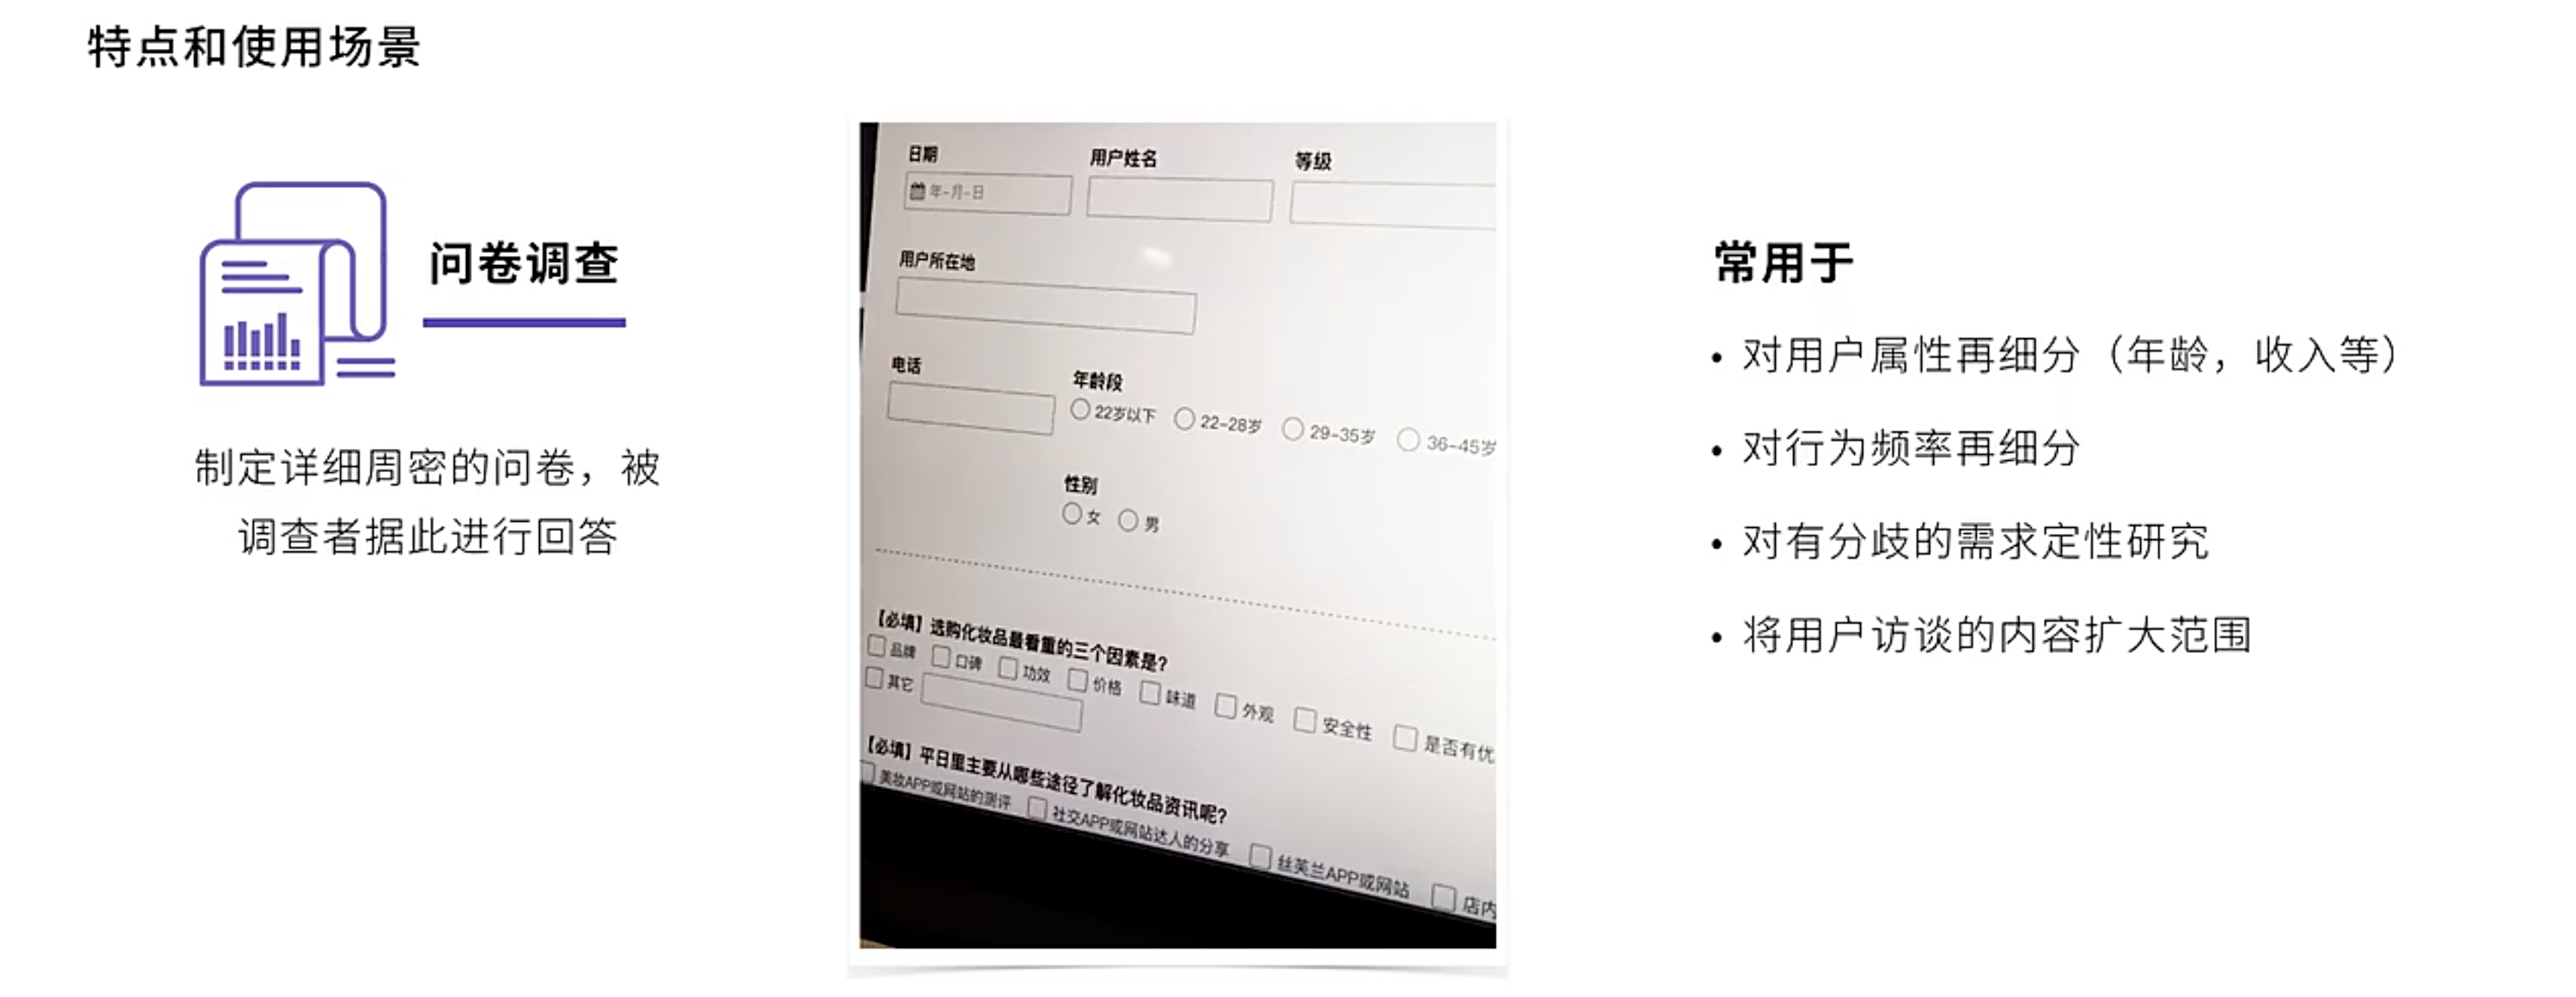 特点和使用场景
问卷调查
制定详细周密的问卷，被
调查者据此进行回答
日期 用户姓名 等级
年-月-日
用户所在地
电话 年龄段
22岁以下 22-28岁 29-35岁 36-45岁
性别
女 男
【必填】选购化妆品最看重的三个因素是?
品牌 口碑 功效 价格 味道 外观 安全性 是否有优
其它
【必填】平日里主要从哪些途径了解化妆品资讯呢?
美妆APP或网站的测评 社交APP或网站达人的分享 丝芙兰APP或网站 店内
常用于
• 对用户属性再细分（年龄，收入等）
• 对行为频率再细分
• 对有分歧的需求定性研究
• 将用户访谈的内容扩大范围